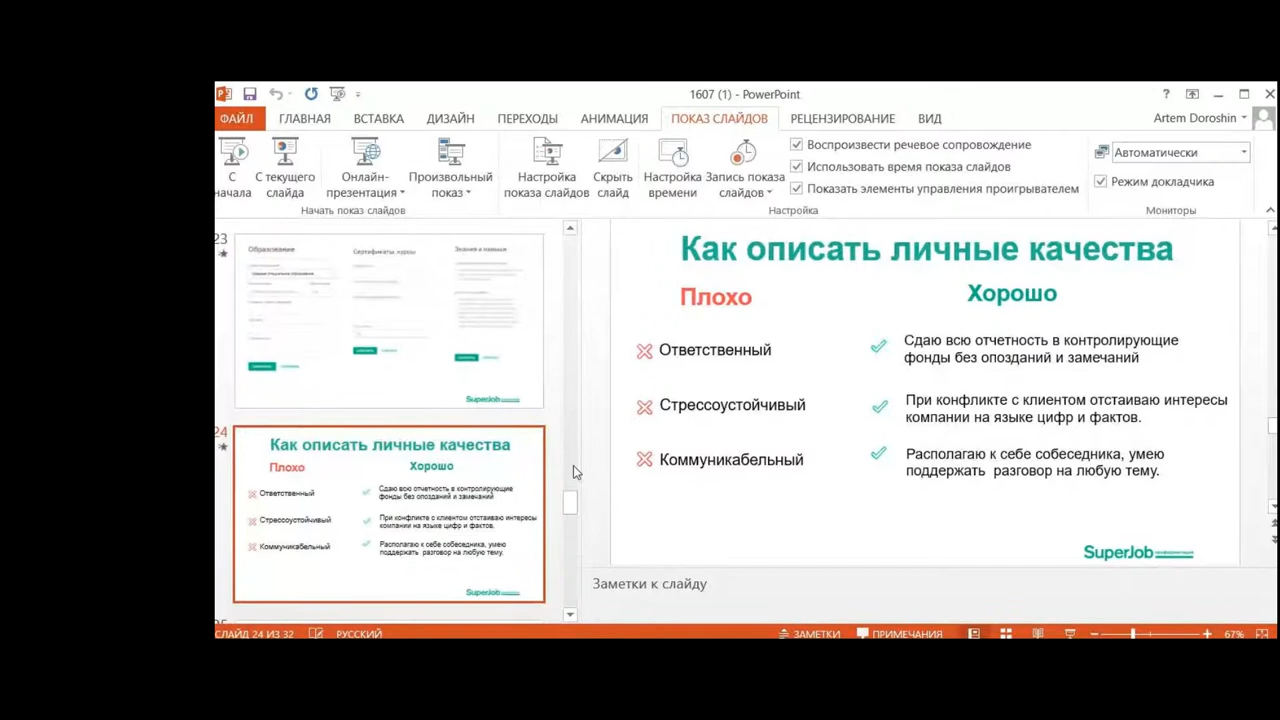 1607 (1) - PowerPoint
?
ФАЙЛ ГЛАВНАЯ ВСТАВКА ДИЗАЙН ПЕРЕХОДЫ АНИМАЦИЯ ПОКАЗ СЛАЙДОВ РЕЦЕНЗИРОВАНИЕ ВИД Artem Doroshin
С начала
С текущего слайда
Онлайн-презентация
Произвольный показ
Начать показ слайдов
Настройка показа слайдов
Скрыть слайд
Настройка времени
Запись показа слайдов
Воспроизвести речевое сопровождение
Использовать время показа слайдов
Показать элементы управления проигрывателем
Настройка
Автоматически
Режим докладчика
Мониторы
23
Образование
Сертификаты, курсы
Знания и навыки
SuperJob
24
Как описать личные качества
Плохо Хорошо
Ответственный
Сдаю всю отчетность в контролирующие
фонды без опозданий и замечаний
Стрессоустойчивый
При конфликте с клиентом отстаиваю интересы
компании на языке цифр и фактов.
Коммуникабельный
Располагаю к себе собеседника, умею
поддержать разговор на любую тему.
SuperJob
Как описать личные качества
Плохо
Хорошо
Ответственный
Сдаю всю отчетность в контролирующие
фонды без опозданий и замечаний
Стрессоустойчивый
При конфликте с клиентом отстаиваю интересы
компании на языке цифр и фактов.
Коммуникабельный
Располагаю к себе собеседника, умею
поддержать разговор на любую тему.
SuperJob
Заметки к слайду
СЛАЙД 24 ИЗ 32 РУССКИЙ ЗАМЕТКИ ПРИМЕЧАНИЯ 67%